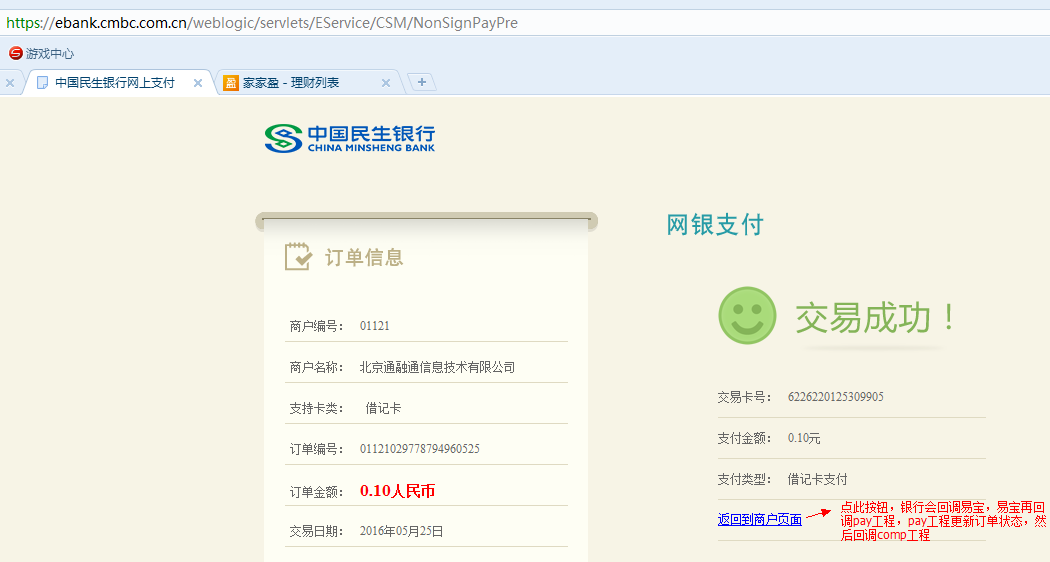 https://ebank.cmbc.com.cn/weblogic/servlets/EService/CSM/NonSignPayPre
游戏中心
中国民生银行网上支付
家家盈 - 理财列表
中国民生银行
CHINA MINSHENG BANK
订单信息
商户编号： 01121
商户名称： 北京通融通信息技术有限公司
支持卡类： 借记卡
订单编号： 01121029778794960525
订单金额： 0.10人民币
交易日期： 2016年05月25日
网银支付
交易成功！
交易卡号： 6226220125309905
支付金额： 0.10元
支付类型： 借记卡支付
返回到商户页面
点此按钮，银行会回调易宝，易宝再回
调pay工程，pay工程更新订单状态，然
后回调comp工程